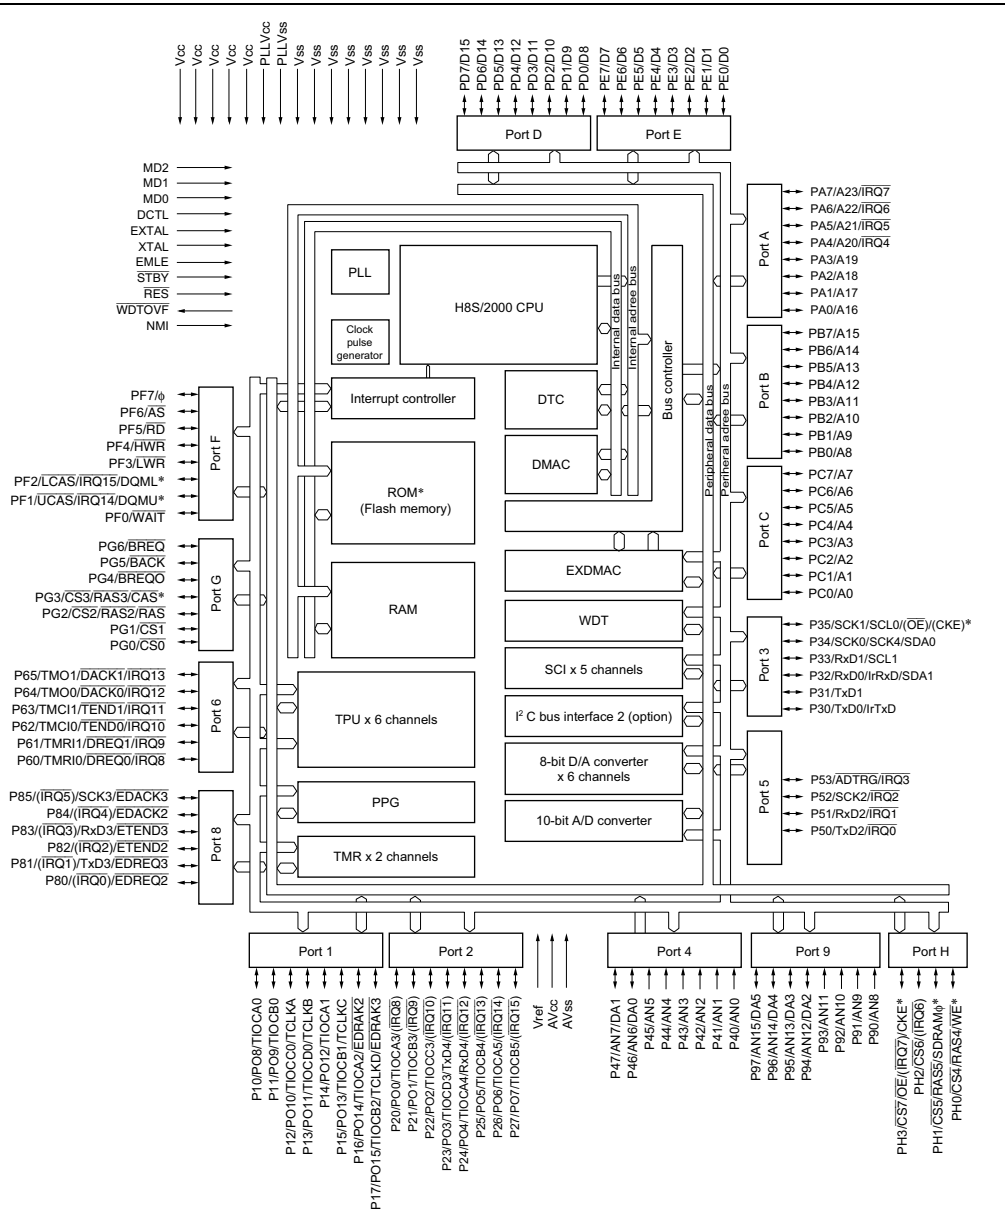 Vcc
Vcc
Vcc
Vcc
Vcc
PLLVcc
PLLVss
Vss
Vss
Vss
Vss
Vss
Vss
Vss
Vss
PD7/D15
PD6/D14
PD5/D13
PD4/D12
PD3/D11
PD2/D10
PD1/D9
PD0/D8
PE7/D7
PE6/D6
PE5/D5
PE4/D4
PE3/D3
PE2/D2
PE1/D1
PE0/D0
Port D
Port E
MD2
MD1
MD0
DCTL
EXTAL
XTAL
EMLE
STBY
RES
WDTOVF
NMI
PLL
H8S/2000 CPU
Clock
pulse
generator
Interrupt controller
Internal data bus
Internal adree bus
Bus controller
Peripheral data bus
Periheral adree bus
DTC
DMAC
ROM*
(Flash memory)
RAM
EXDMAC
WDT
SCI x 5 channels
I2 C bus interface 2 (option)
8-bit D/A converter
x 6 channels
10-bit A/D converter
TPU x 6 channels
PPG
TMR x 2 channels
Port A
PA7/A23/IRQ7
PA6/A22/IRQ6
PA5/A21/IRQ5
PA4/A20/IRQ4
PA3/A19
PA2/A18
PA1/A17
PA0/A16
Port B
PB7/A15
PB6/A14
PB5/A13
PB4/A12
PB3/A11
PB2/A10
PB1/A9
PB0/A8
Port C
PC7/A7
PC6/A6
PC5/A5
PC4/A4
PC3/A3
PC2/A2
PC1/A1
PC0/A0
Port 3
P35/SCK1/SCL0/(OE)/(CKE)*
P34/SCK0/SCK4/SDA0
P33/RxD1/SCL1
P32/RxD0/IrRxD/SDA1
P31/TxD1
P30/TxD0/IrTxD
Port 5
P53/ADTRG/IRQ3
P52/SCK2/IRQ2
P51/RxD2/IRQ1
P50/TxD2/IRQ0
PF7/ϕ
PF6/AS
PF5/RD
PF4/HWR
PF3/LWR
PF2/LCAS/IRQ15/DQML*
PF1/UCAS/IRQ14/DQMU*
PF0/WAIT
Port F
PG6/BREQ
PG5/BACK
PG4/BREQO
PG3/CS3/RAS3/CAS*
PG2/CS2/RAS2/RAS
PG1/CS1
PG0/CS0
Port G
P65/TMO1/DACK1/IRQ13
P64/TMO0/DACK0/IRQ12
P63/TMCI1/TEND1/IRQ11
P62/TMCI0/TEND0/IRQ10
P61/TMRI1/DREQ1/IRQ9
P60/TMRI0/DREQ0/IRQ8
Port 6
P85/(IRQ5)/SCK3/EDACK3
P84/(IRQ4)/EDACK2
P83/(IRQ3)/RxD3/ETEND3
P82/(IRQ2)/ETEND2
P81/(IRQ1)/TxD3/EDREQ3
P80/(IRQ0)/EDREQ2
Port 8
Port 1
Port 2
Port 4
Port 9
Port H
P10/PO8/TIOCA0
P11/PO9/TIOCB0
P12/PO10/TIOCC0/TCLKA
P13/PO11/TIOCD0/TCLKB
P14/PO12/TIOCA1
P15/PO13/TIOCB1/TCLKC
P16/PO14/TIOCA2/EDRAK2
P17/PO15/TIOCB2/TCLKD/EDRAK3
P20/PO0/TIOCA3/(IRQ8)
P21/PO1/TIOCB3/(IRQ9)
P22/PO2/TIOCC3/(IRQ10)
P23/PO3/TIOCD3/TxD4/(IRQ11)
P24/PO4/TIOCA4/RxD4/(IRQ12)
P25/PO5/TIOCB4/(IRQ13)
P26/PO6/TIOCA5/(IRQ14)
P27/PO7/TIOCB5/(IRQ15)
Vref
AVcc
AVss
P47/AN17/DA1
P46/AN6/DA0
P45/AN5
P44/AN4
P43/AN3
P42/AN2
P41/AN1
P40/AN0
P97/AN15/DA5
P96/AN14/DA4
P95/AN13/DA3
P94/AN12/DA2
P93/AN11
P92/AN10
P91/AN9
P90/AN8
PH3/CS7/OE/(IRQ7)/CKE*
PH2/CS6/(IRQ6)
PH1/CS5/RAS5/SDRAMϕ*
PH0/CS4/RAS4/WE*